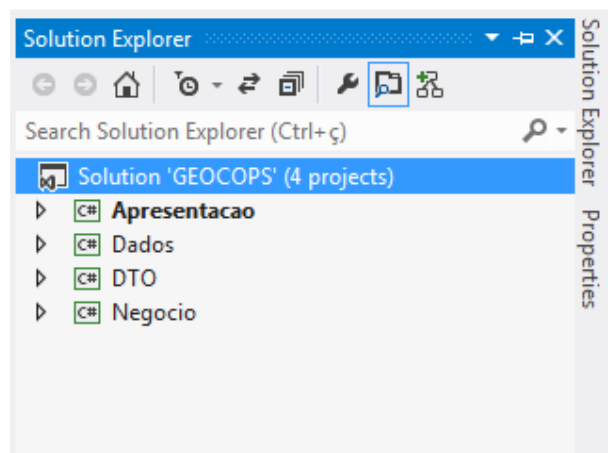 Solution Explorer
Search Solution Explorer (Ctrl+ç)
Solution 'GEOCOPS' (4 projects)
C# Apresentacao
C# Dados
C# DTO
C# Negocio
Solution Explorer
Properties